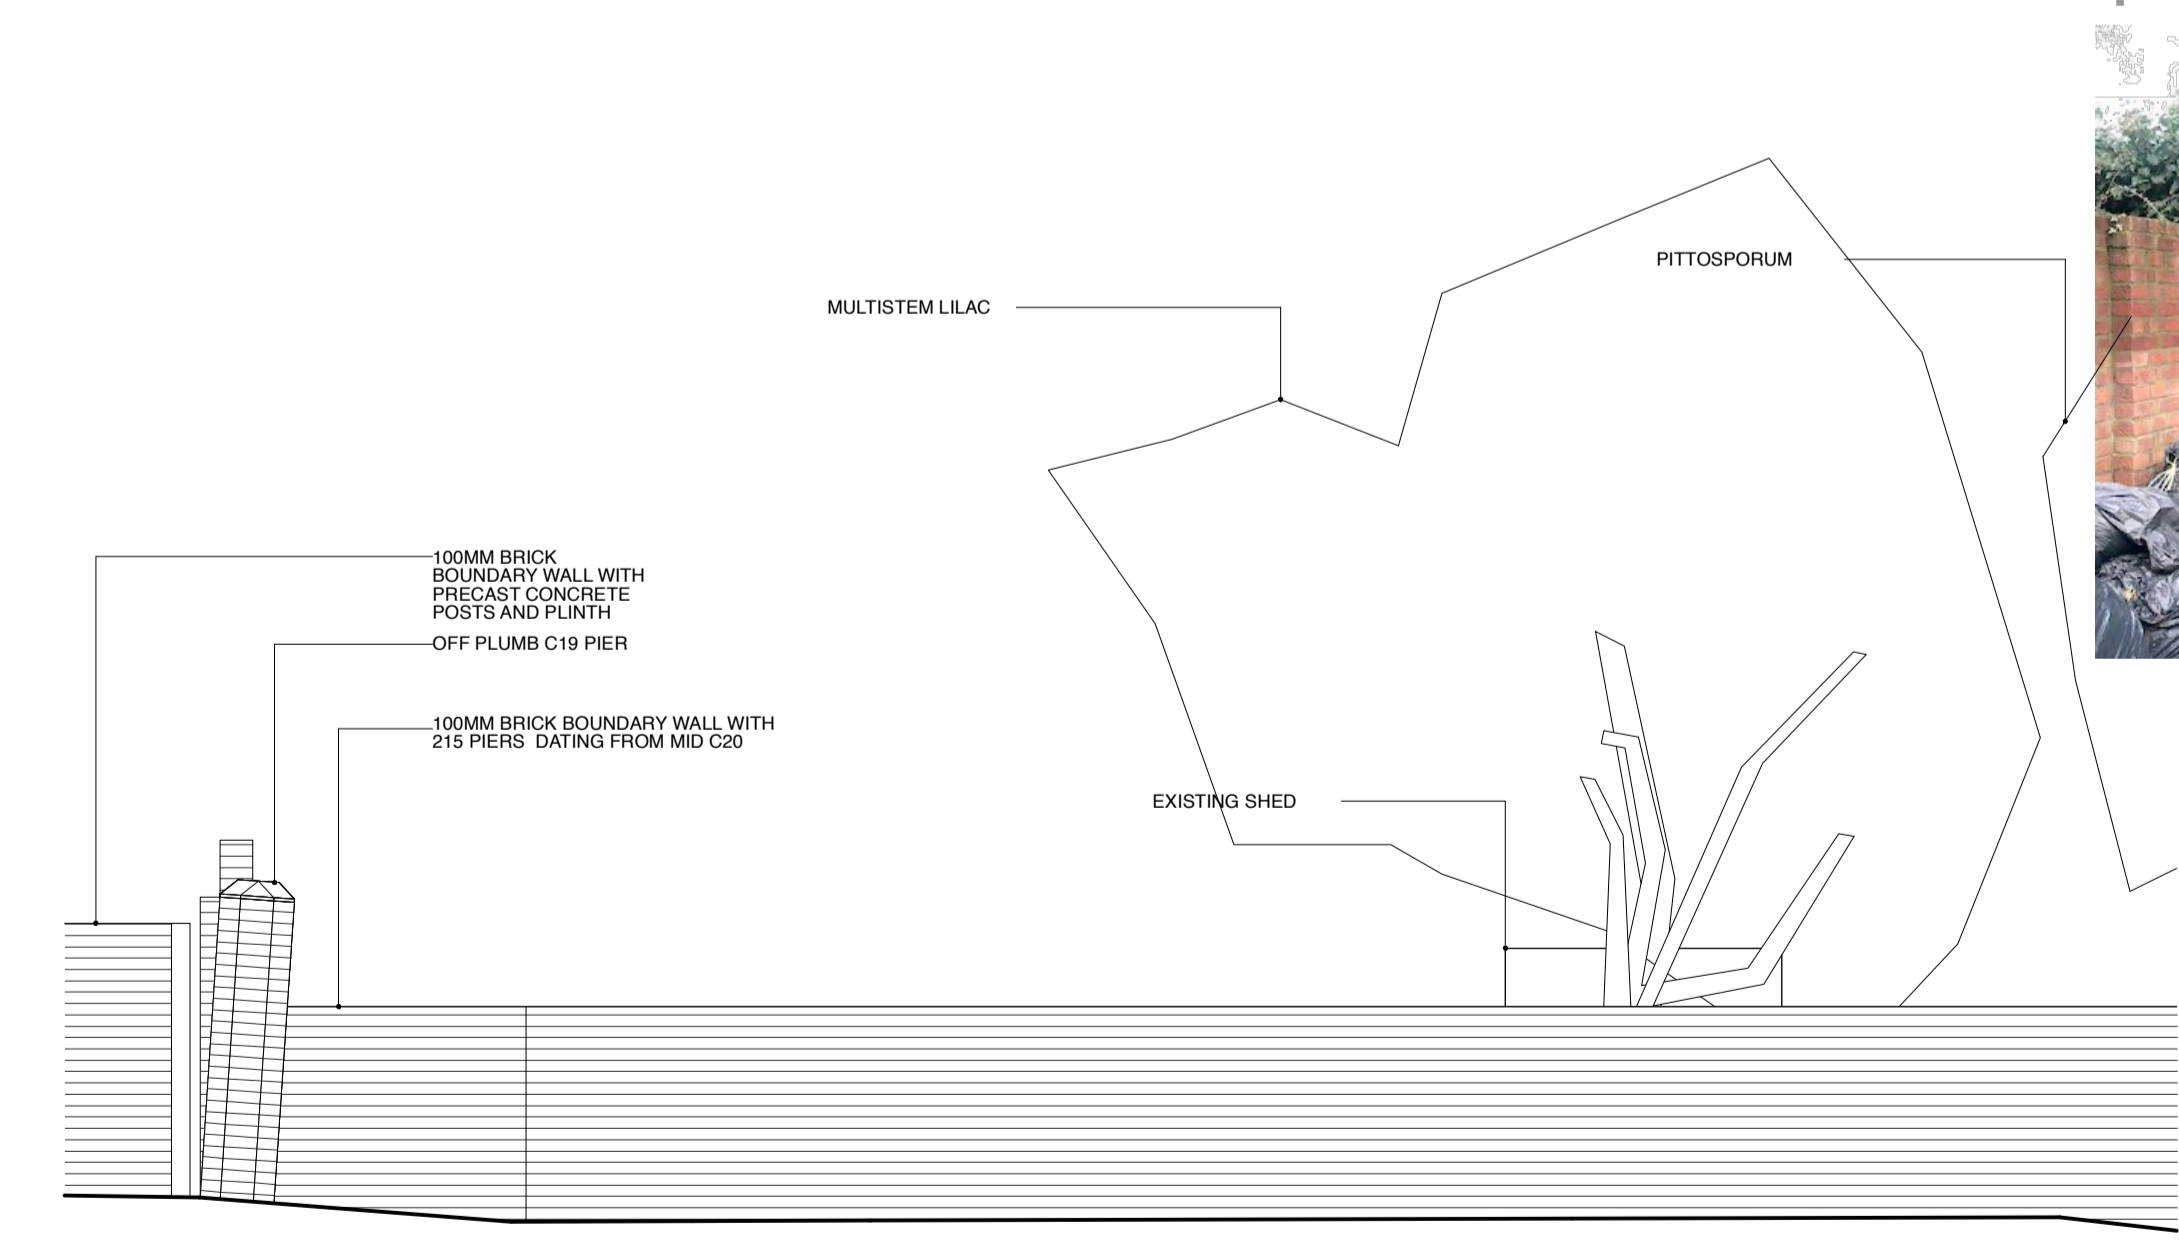 PITTOSPORUM
MULTISTEM LILAC
100MM BRICK
BOUNDARY WALL WITH
PRECAST CONCRETE
POSTS AND PLINTH
OFF PLUMB C19 PIER
100MM BRICK BOUNDARY WALL WITH
215 PIERS  DATING FROM MID C20
EXISTING SHED